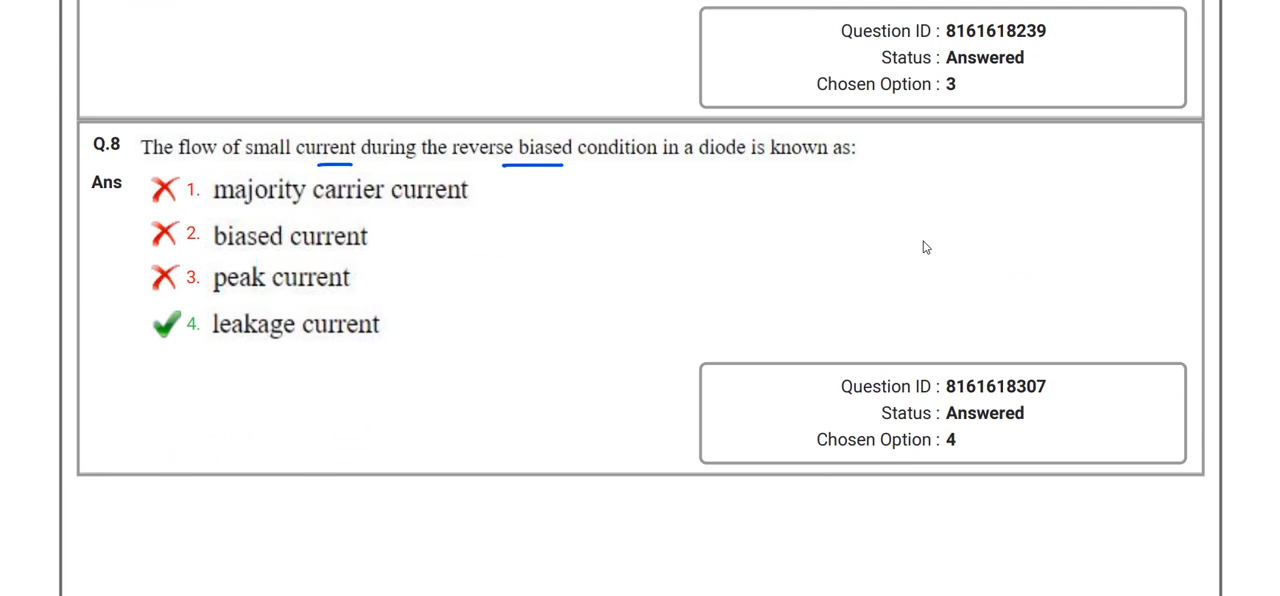 Question ID : 8161618239
Status : Answered
Chosen Option : 3
Q.8 The flow of small current during the reverse biased condition in a diode is known as:
Ans 1. majority carrier current
2. biased current
3. peak current
4. leakage current
Question ID : 8161618307
Status : Answered
Chosen Option : 4